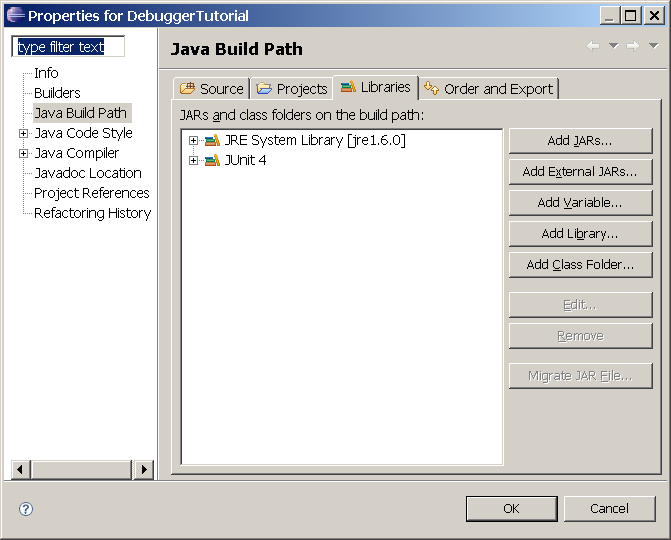 Properties for DebuggerTutorial
type filter text
Info
Builders
Java Build Path
Java Code Style
Java Compiler
Javadoc Location
Project References
Refactoring History
Java Build Path
Source
Projects
Libraries
Order and Export
JARs and class folders on the build path:
JRE System Library [jre1.6.0]
JUnit 4
Add JARs...
Add External JARs...
Add Variable...
Add Library...
Add Class Folder...
Edit...
Remove
Migrate JAR File...
?
OK
Cancel